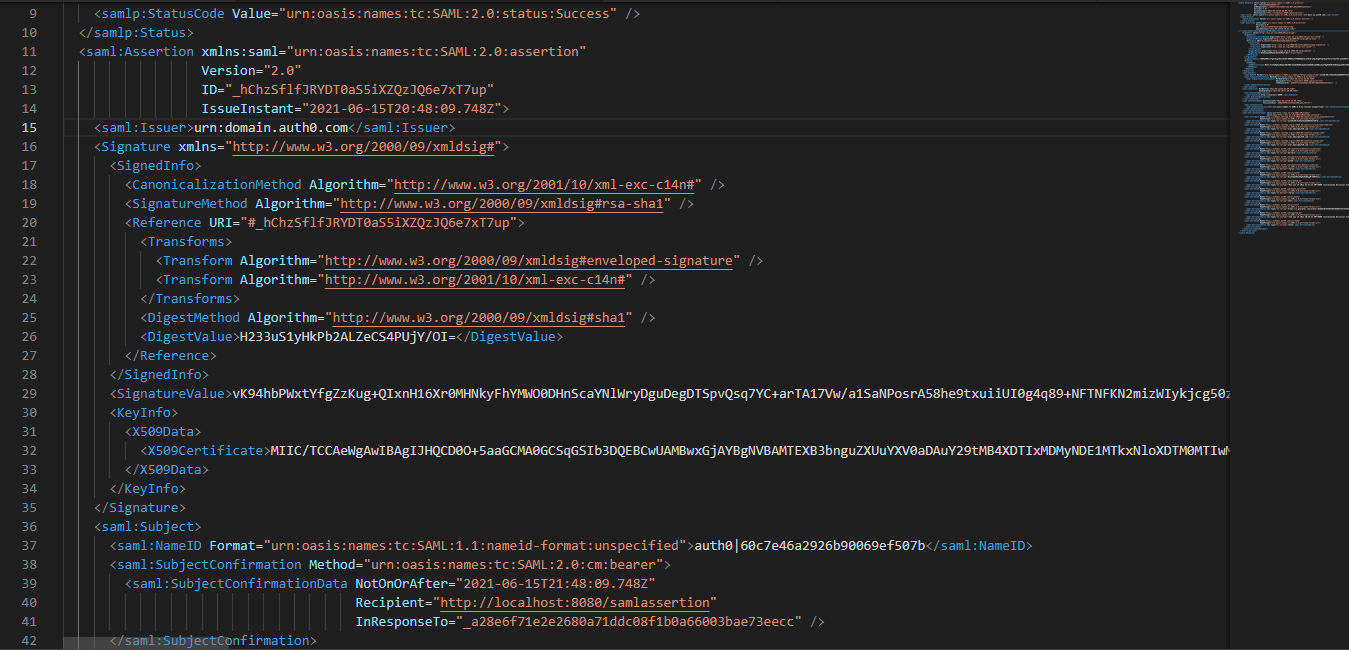 9 <samlp:StatusCode Value="urn:oasis:names:tc:SAML:2.0:status:Success" />
10 </samlp:Status>
11 <saml:Assertion xmlns:saml="urn:oasis:names:tc:SAML:2.0:assertion"
12 Version="2.0"
13 ID="_hChzSflfJRYDT0aS5iXZQzJQ6e7xT7up"
14 IssueInstant="2021-06-15T20:48:09.748Z">
15 <saml:Issuer>urn:domain.auth0.com</saml:Issuer>
16 <Signature xmlns="http://www.w3.org/2000/09/xmldsig#">
17 <SignedInfo>
18 <CanonicalizationMethod Algorithm="http://www.w3.org/2001/10/xml-exc-c14n#" />
19 <SignatureMethod Algorithm="http://www.w3.org/2000/09/xmldsig#rsa-sha1" />
20 <Reference URI="#_hChzSflfJRYDT0aS5iXZQzJQ6e7xT7up">
21 <Transforms>
22 <Transform Algorithm="http://www.w3.org/2000/09/xmldsig#enveloped-signature" />
23 <Transform Algorithm="http://www.w3.org/2001/10/xml-exc-c14n#" />
24 </Transforms>
25 <DigestMethod Algorithm="http://www.w3.org/2000/09/xmldsig#sha1" />
26 <DigestValue>H233uS1yHkPb2ALZeCS4PUjY/OI=</DigestValue>
27 </Reference>
28 </SignedInfo>
29 <SignatureValue>vK94hbPWxtYfgZzKug+QIxnH16Xr0MHNkyFhYMWO0DHnScaYNlWryDguDegDTSpvQsq7YC+arTA17Vw/a1SaNPosrA58he9txuiiUI0g4q89+NFTNFKN2mizWIykjcg50z
30 <KeyInfo>
31 <X509Data>
32 <X509Certificate>MIIC/TCCAeWgAwIBAgIJHQCD0O+5aaGCMA0GCSqGSIb3DQEBCwUAMBwxGjAYBgNVBAMTEXB3bnguZXUuYXV0aDAuY29tMB4XDTIxMDMyNDE1MTkxNloXDTM0MTIwM
33 </X509Data>
34 </KeyInfo>
35 </Signature>
36 <saml:Subject>
37 <saml:NameID Format="urn:oasis:names:tc:SAML:1.1:nameid-format:unspecified">auth0|60c7e46a2926b90069ef507b</saml:NameID>
38 <saml:SubjectConfirmation Method="urn:oasis:names:tc:SAML:2.0:cm:bearer">
39 <saml:SubjectConfirmationData NotOnOrAfter="2021-06-15T21:48:09.748Z"
40 Recipient="http://localhost:8080/samlassertion"
41 InResponseTo="_a28e6f71e2e2680a71ddc08f1b0a66003bae73eecc" />
42 </saml:SubjectConfirmation>